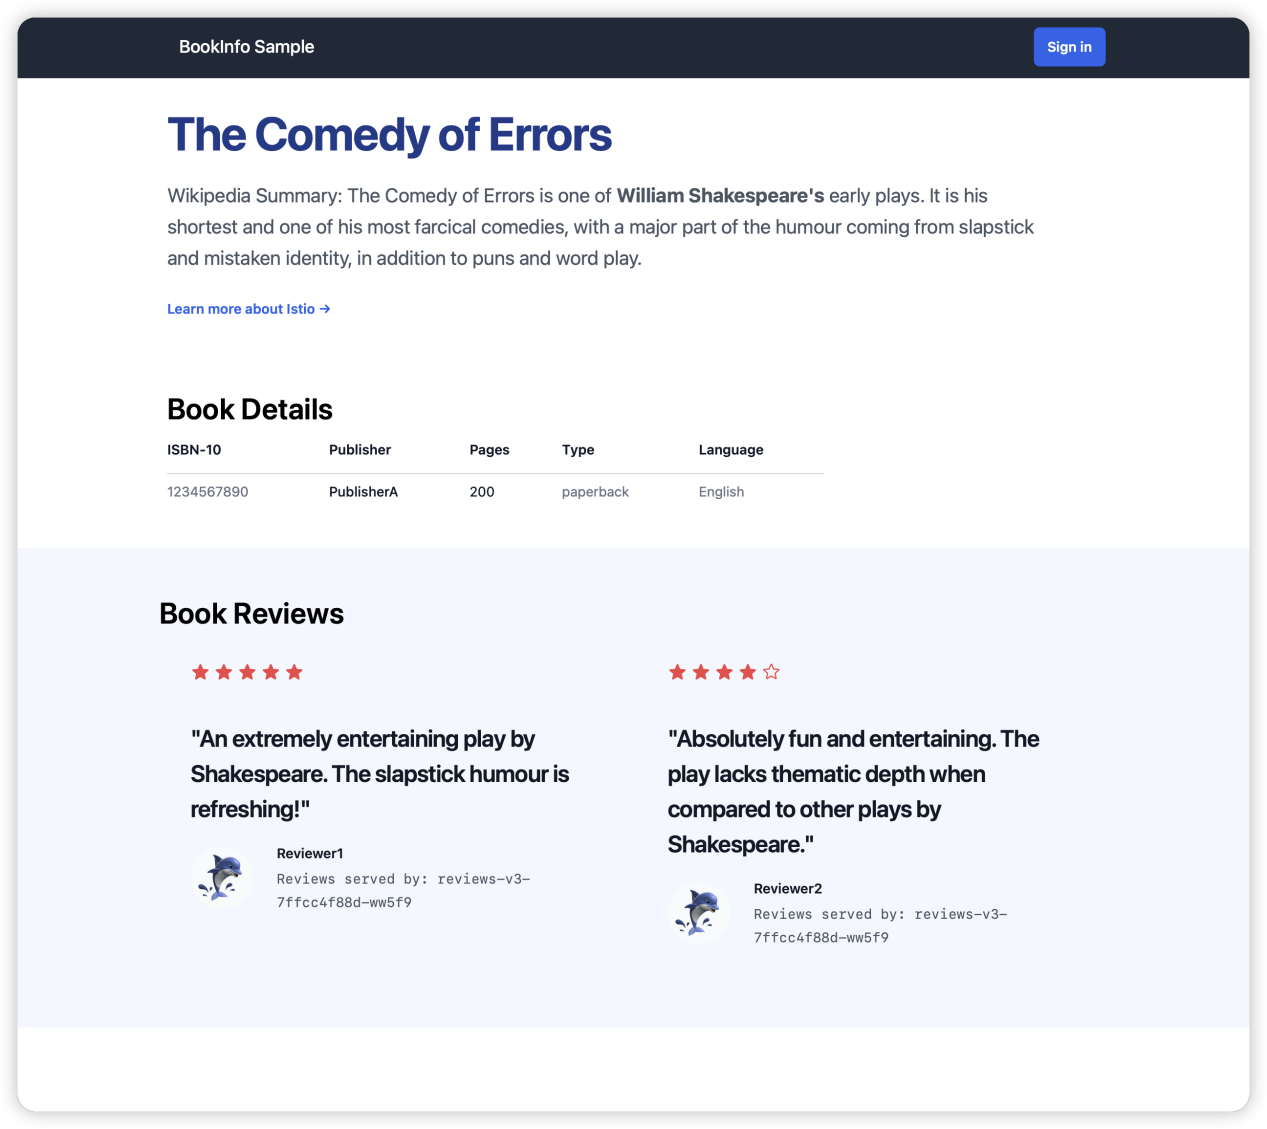 BookInfo Sample
Sign in
The Comedy of Errors
Wikipedia Summary: The Comedy of Errors is one of William Shakespeare's early plays. It is his
shortest and one of his most farcical comedies, with a major part of the humour coming from slapstick
and mistaken identity, in addition to puns and word play.
Learn more about Istio →
Book Details
ISBN-10 Publisher Pages Type Language
1234567890 PublisherA 200 paperback English
Book Reviews
"An extremely entertaining play by
Shakespeare. The slapstick humour is
refreshing!"
Reviewer1
Reviews served by: reviews-v3-
7ffcc4f88d-ww5f9
"Absolutely fun and entertaining. The
play lacks thematic depth when
compared to other plays by
Shakespeare."
Reviewer2
Reviews served by: reviews-v3-
7ffcc4f88d-ww5f9